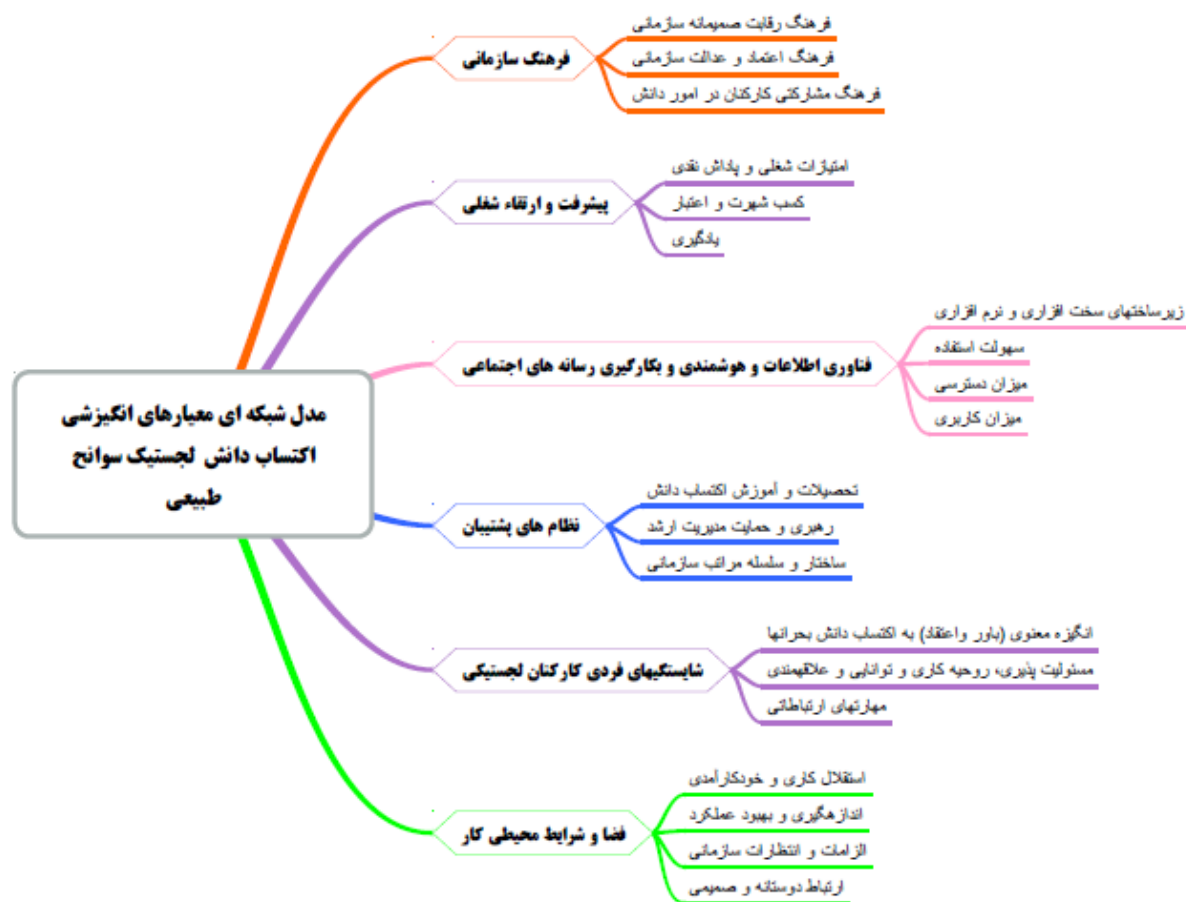 مدل شبکه ای معیارهای انگیزشی
اکتساب دانش لجستیک سوانح
طبیعی
فرهنگ سازمانی
فرهنگ رقابت صمیمانه سازمانی
فرهنگ اعتماد و عدالت سازمانی
فرهنگ مشارکتی کارکنان در امور دانش
پیشرفت و ارتقاء شغلی
امتیازات شغلی و پاداش نقدی
کسب شهرت و اعتبار
یادگیری
فناوری اطلاعات و هوشمندی و بکارگیری رسانه های اجتماعی
زیرساختهای سخت افزاری و نرم افزاری
سهولت استفاده
میزان دسترسی
میزان کاربری
نظام های پشتیبان
تحصیلات و آموزش اکتساب دانش
رهبری و حمایت مدیریت ارشد
ساختار و سلسله مراتب سازمانی
شایستگیهای فردی کارکنان لجستیکی
انگیزه معنوی (باور واعتقاد) به اکتساب دانش بحرانها
مسئولیت پذیری، روحیه کاری و توانایی و علاقهمندی
مهارتهای ارتباطاتی
فضا و شرایط محیطی کار
استقلال کاری و خودکارآمدی
اندازهگیری و بهبود عملکرد
الزامات و انتظارات سازمانی
ارتباط دوستانه و صمیمی